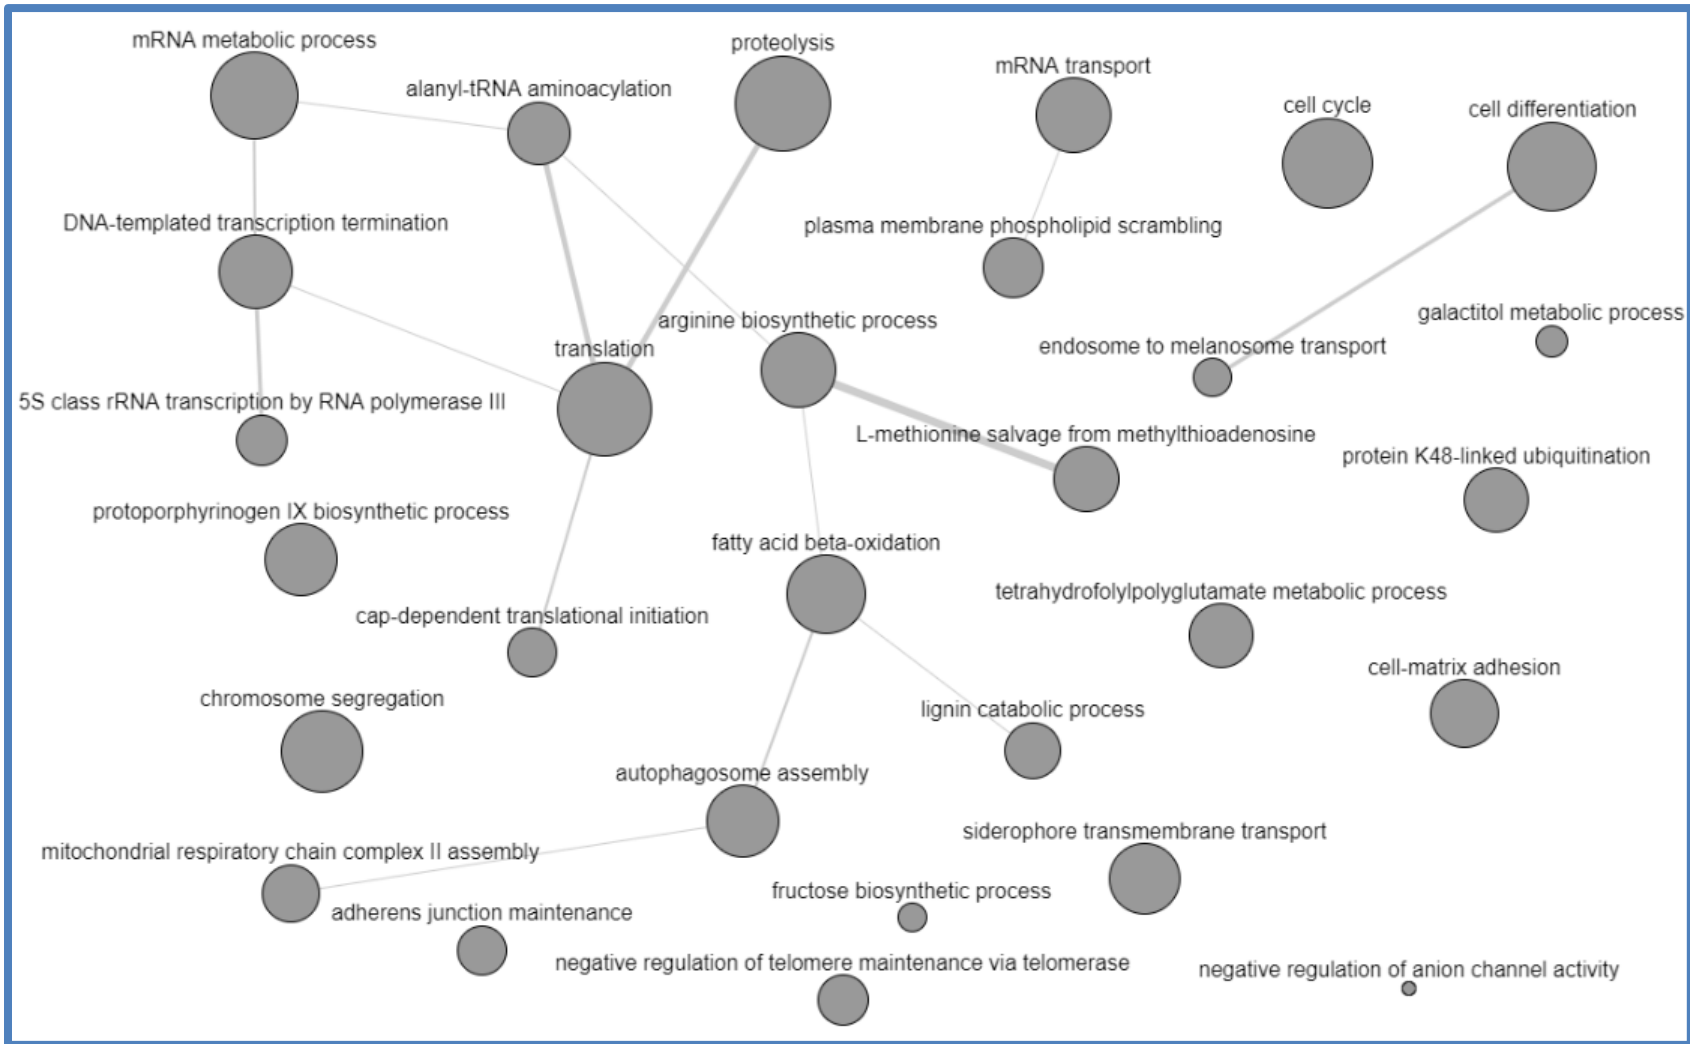 mRNA metabolic process
proteolysis
mRNA transport
alanyl-tRNA aminoacylation
cell cycle
cell differentiation
DNA-templated transcription termination
plasma membrane phospholipid scrambling
galactitol metabolic process
arginine biosynthetic process
translation
endosome to melanosome transport
5S class rRNA transcription by RNA polymerase III
L-methionine salvage from methylthioadenosine
protein K48-linked ubiquitination
protoporphyrinogen IX biosynthetic process
fatty acid beta-oxidation
tetrahydrofolylpolyglutamate metabolic process
cap-dependent translational initiation
cell-matrix adhesion
chromosome segregation
lignin catabolic process
autophagosome assembly
siderophore transmembrane transport
mitochondrial respiratory chain complex II assembly
fructose biosynthetic process
adherens junction maintenance
negative regulation of telomere maintenance via telomerase
negative regulation of anion channel activity